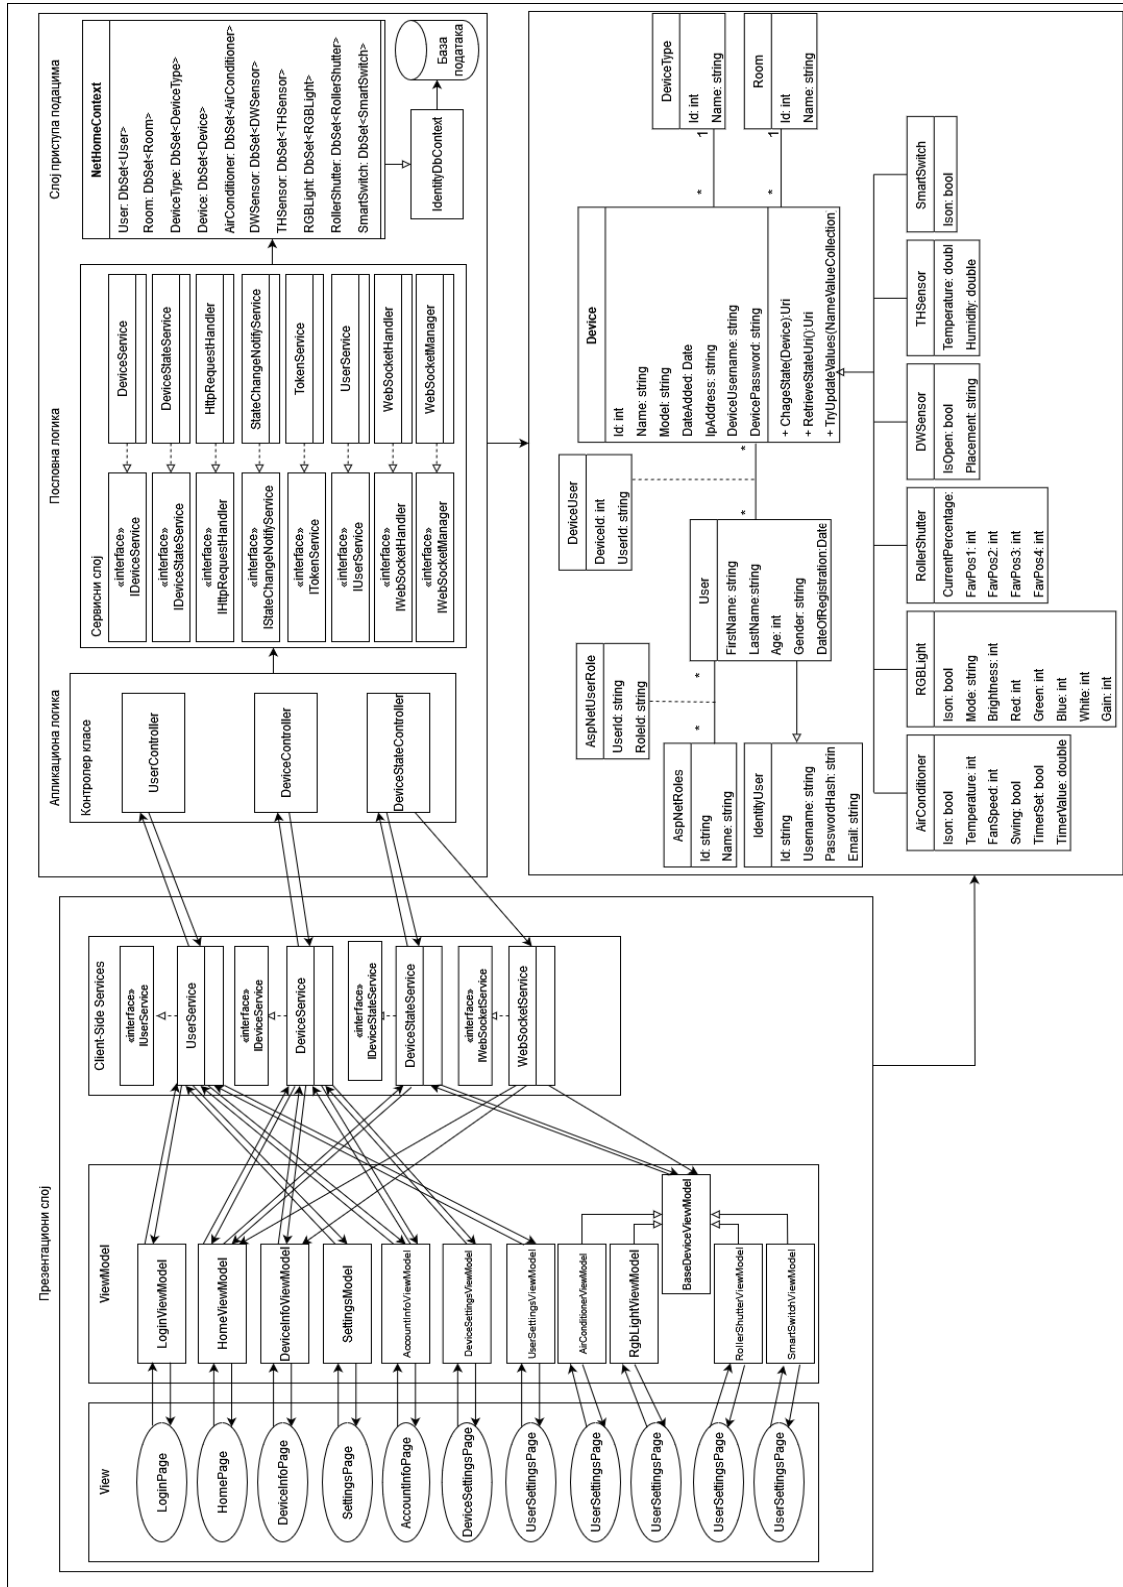 Презентациони слој
View
LoginPage
HomePage
DeviceInfoPage
SettingsPage
AccountInfoPage
DeviceSettingsPage
UserSettingsPage
UserSettingsPage
UserSettingsPage
UserSettingsPage
UserSettingsPage
ViewModel
LoginViewModel
HomeViewModel
DeviceInfoViewModel
SettingsModel
AccountInfoViewModel
DeviceSettingsViewModel
UserSettingsViewModel
AirConditionerViewModel
RgbLightViewModel
RollerShutterViewModel
SmartSwitchViewModel
BaseDeviceViewModel
Client-Side Services
«interface»
IUserService
UserService
«interface»
IDeviceService
DeviceService
«interface»
IDeviceStateService
DeviceStateService
«interface»
IWebSocketService
WebSocketService
Апликациона логика
Контролер класе
UserController
DeviceController
DeviceStateController
Пословна логика
Сервисни слој
«interface»
IDeviceService
«interface»
IDeviceStateService
«interface»
IHttpRequestHandler
«interface»
IStateChangeNotifyService
«interface»
ITokenService
«interface»
IUserService
«interface»
IWebSocketHandler
«interface»
IWebSocketManager
DeviceService
DeviceStateService
HttpRequestHandler
StateChangeNotifyService
TokenService
UserService
WebSocketHandler
WebSocketManager
Слој приступа подацима
NetHomeContext
User: DbSet<User>
Room: DbSet<Room>
DeviceType: DbSet<DeviceType>
Device: DbSet<Device>
AirConditioner: DbSet<AirConditioner>
DWSensor: DbSet<DWSensor>
THSensor: DbSet<THSensor>
RGBLight: DbSet<RGBLight>
RollerShutter: DbSet<RollerShutter>
SmartSwitch: DbSet<SmartSwitch>
IdentityDbContext
База
података
DeviceType
Id: int
Name: string
Room
Id: int
Name: string
1
*
1
*
Device
Id: int
Name: string
Model: string
DateAdded: Date
IpAddress: string
DeviceUsername: string
DevicePassword: string
+ ChageState(Device):Uri
+ RetrieveStateUri():Uri
+ TryUpdateValues(NameValueCollection
*
*
DeviceUser
DeviceId: int
UserId: string
User
FirstName: string
LastName:string
Age: int
Gender: string
DateOfRegistration:Date
*
*
AspNetUserRole
UserId: string
RoleId: string
AspNetRoles
Id: string
Name: string
IdentityUser
Id: string
Username: string
PasswordHash: strin
Email: string
SmartSwitch
Ison: bool
THSensor
Temperature: doubl
Humidity: double
DWSensor
IsOpen: bool
Placement: string
RollerShutter
CurrentPercentage:
FavPos1: int
FavPos2: int
FavPos3: int
FavPos4: int
RGBLight
Ison: bool
Mode: string
Brightness: int
Red: int
Green: int
Blue: int
White: int
Gain: int
AirConditioner
Ison: bool
Temperature: int
FanSpeed: int
Swing: bool
TimerSet: bool
TimerValue: double